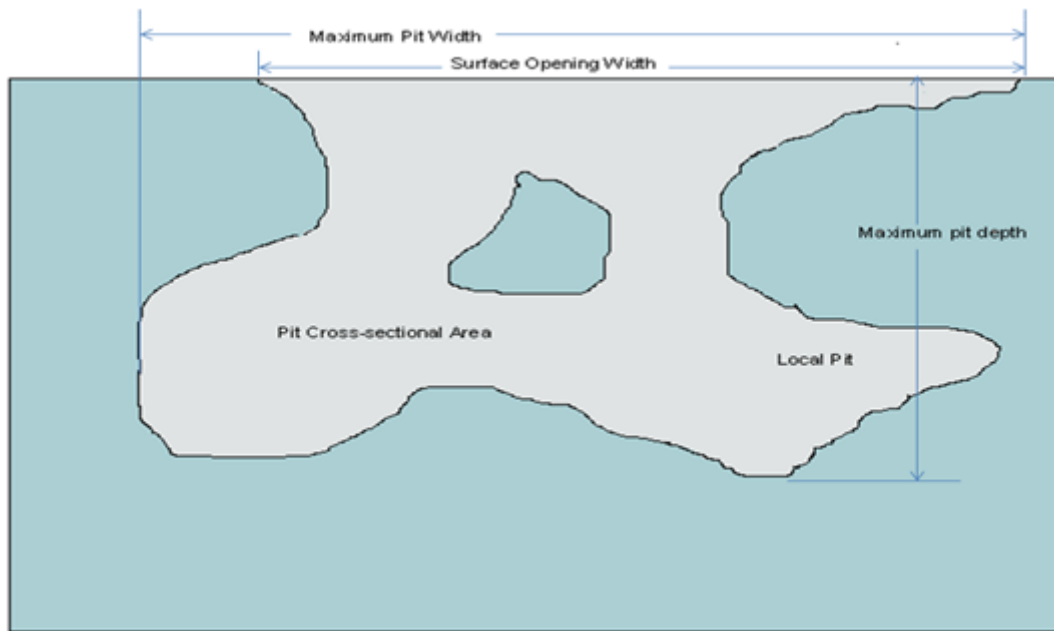 Maximum Pit Width
Surface Opening Width
Maximum pit depth
Pit Cross-sectional Area
Local Pit